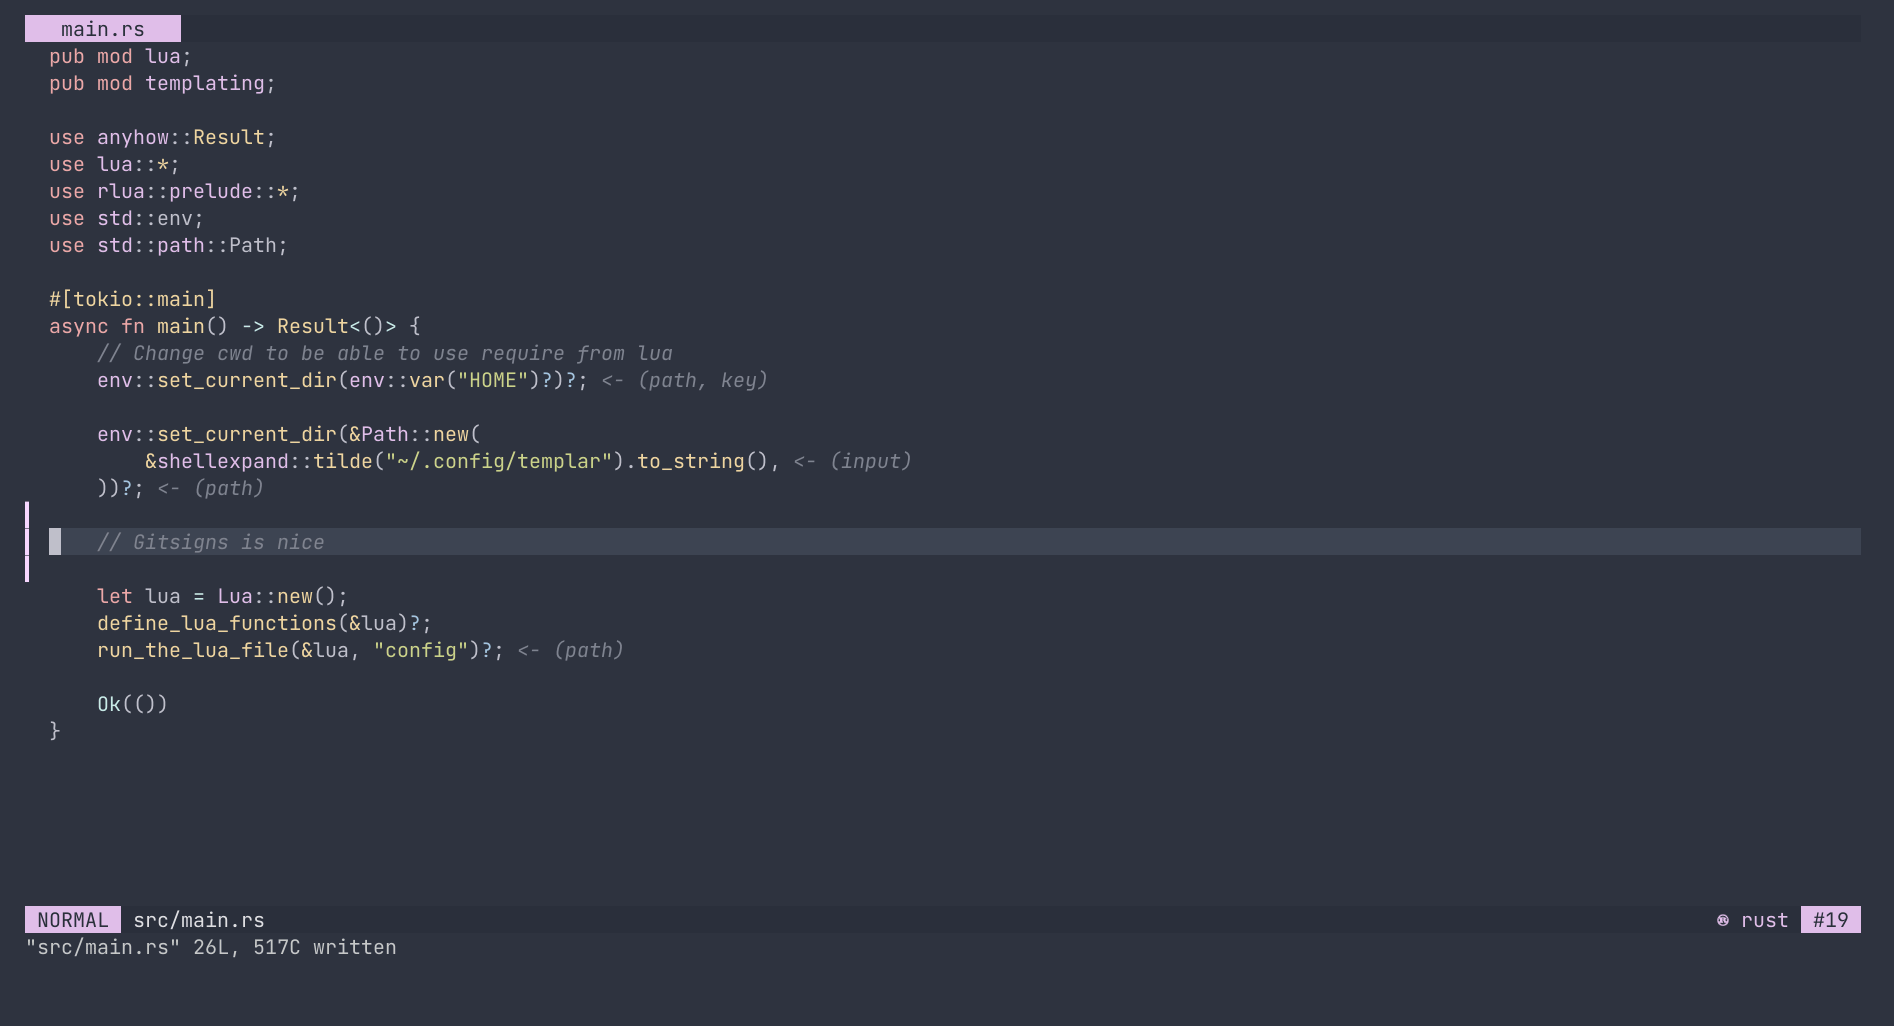 main.rs
pub mod lua;
pub mod templating;

use anyhow::Result;
use lua::*;
use rlua::prelude::*;
use std::env;
use std::path::Path;

#[tokio::main]
async fn main() -> Result<()> {
    // Change cwd to be able to use require from lua
    env::set_current_dir(env::var("HOME")?)?; <- (path, key)

    env::set_current_dir(&Path::new(
        &shellexpand::tilde("~/.config/templar").to_string(), <- (input)
    ))?; <- (path)

    // Gitsigns is nice

    let lua = Lua::new();
    define_lua_functions(&lua)?;
    run_the_lua_file(&lua, "config")?; <- (path)

    Ok(())
}
NORMAL src/main.rs rust #19
"src/main.rs" 26L, 517C written